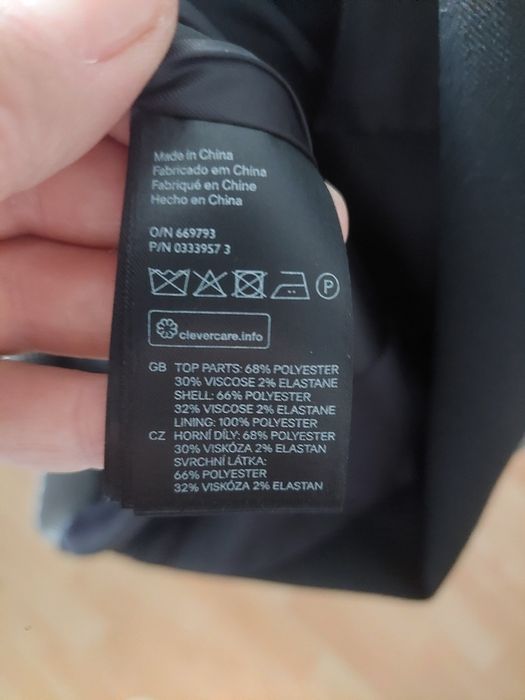 Made in China
Fabricado em China
Fabriqué en Chine
Hecho en China
O/N 669793
P/N 0333957 3
P
clevercare.info
GB TOP PARTS: 68% POLYESTER
30% VISCOSE 2% ELASTANE
SHELL: 66% POLYESTER
32% VISCOSE 2% ELASTANE
LINING: 100% POLYESTER
CZ HORNÍ DÍLY: 68% POLYESTER
30% VISKÓZA 2% ELASTAN
SVRCHNÍ LÁTKA:
66% POLYESTER
32% VISKÓZA 2% ELASTAN